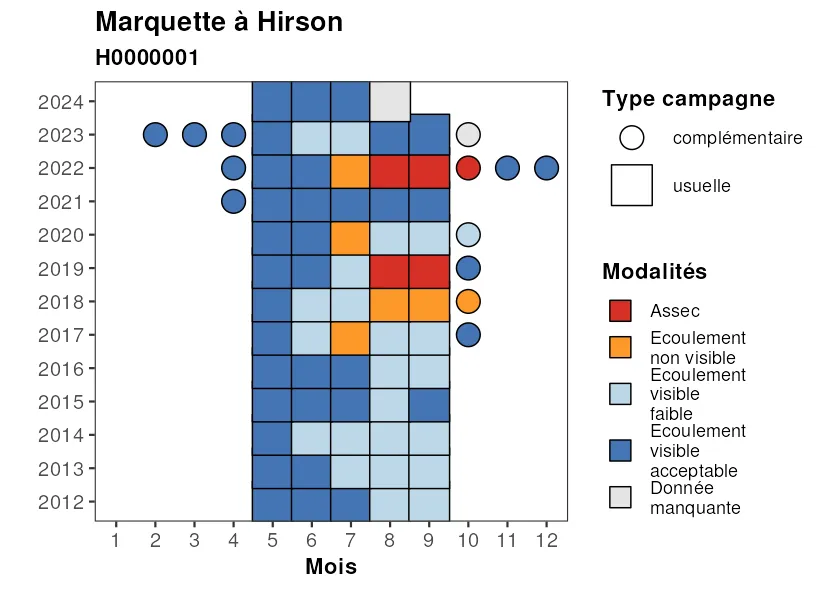 Marquette à Hirson
H0000001
2024
2023
2022
2021
2020
2019
2018
2017
2016
2015
2014
2013
2012
1 2 3 4 5 6 7 8 9 10 11 12
Mois
Type campagne
complémentaire
usuelle
Modalités
Assec
Ecoulement
non visible
Ecoulement
visible
faible
Ecoulement
visible
acceptable
Donnée
manquante